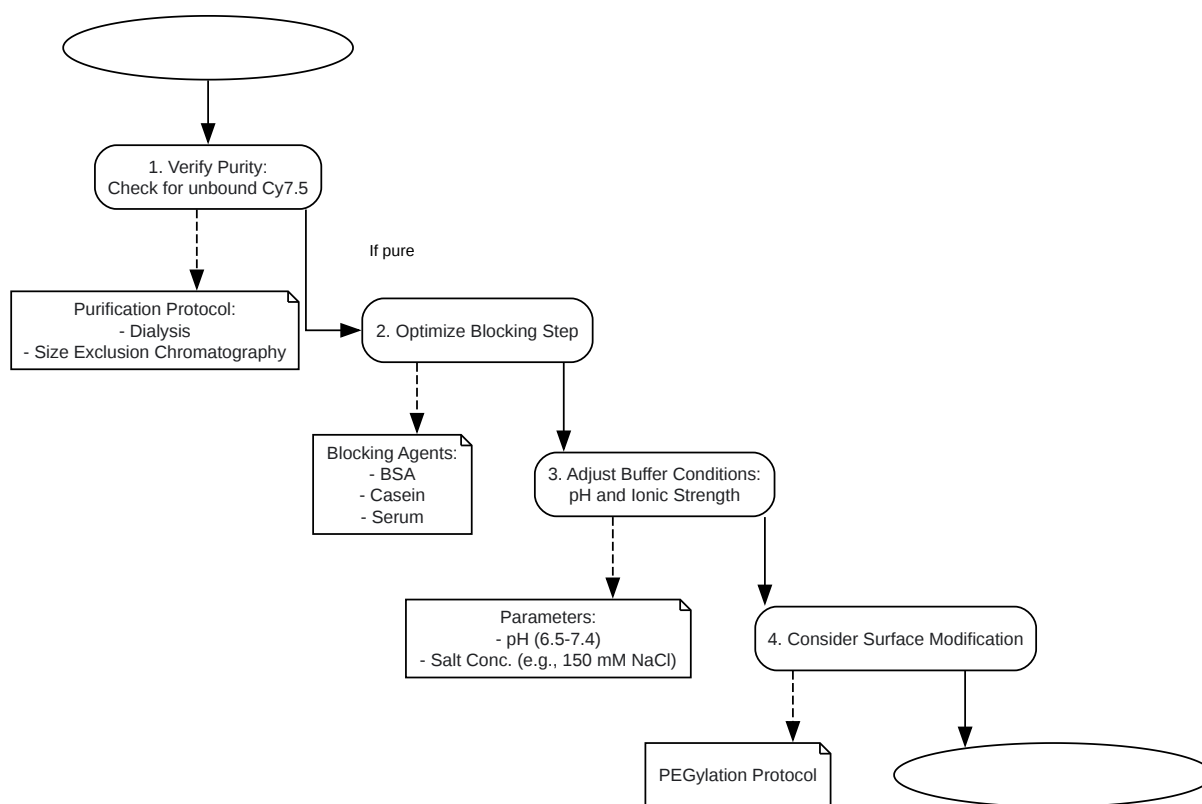 1. Verify Purity:
Check for unbound Cy7.5
If pure
Purification Protocol:
- Dialysis
- Size Exclusion Chromatography
2. Optimize Blocking Step
Blocking Agents:
- BSA
- Casein
- Serum
3. Adjust Buffer Conditions:
pH and Ionic Strength
Parameters:
- pH (6.5-7.4)
- Salt Conc. (e.g., 150 mM NaCl)
4. Consider Surface Modification
PEGylation Protocol